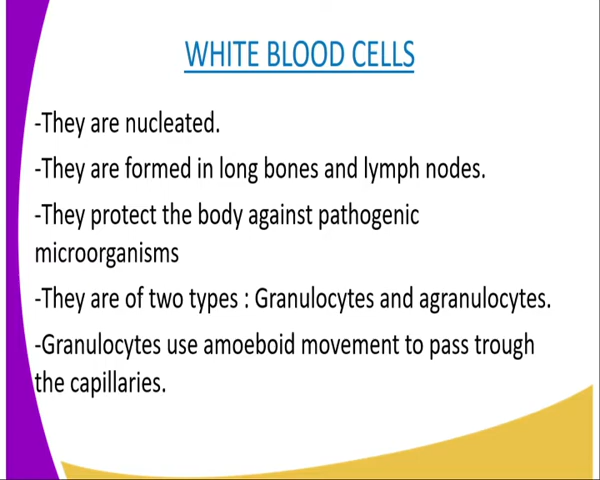 WHITE BLOOD CELLS
-They are nucleated.
-They are formed in long bones and lymph nodes.
-They protect the body against pathogenic
microorganisms
-They are of two types : Granulocytes and agranulocytes.
-Granulocytes use amoeboid movement to pass trough
the capillaries.